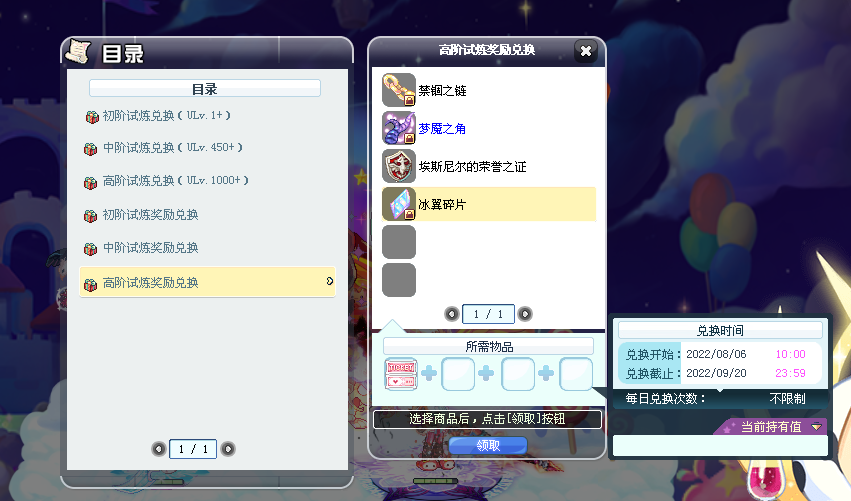 目录
目录
初阶试炼兑换(ULv.1+)
中阶试炼兑换(ULv.450+)
高阶试炼兑换(ULv.1000+)
初阶试炼奖励兑换
中阶试炼奖励兑换
高阶试炼奖励兑换
1 / 1
高阶试炼奖励兑换
禁锢之链
梦魔之角
埃斯尼尔的荣誉之证
冰翼碎片
1 / 1
所需物品
TICKET
选择商品后，点击[领取]按钮
领取
兑换时间
兑换开始：2022/08/06 10:00
兑换截止：2022/09/20 23:59
每日兑换次数： 不限制
当前持有值